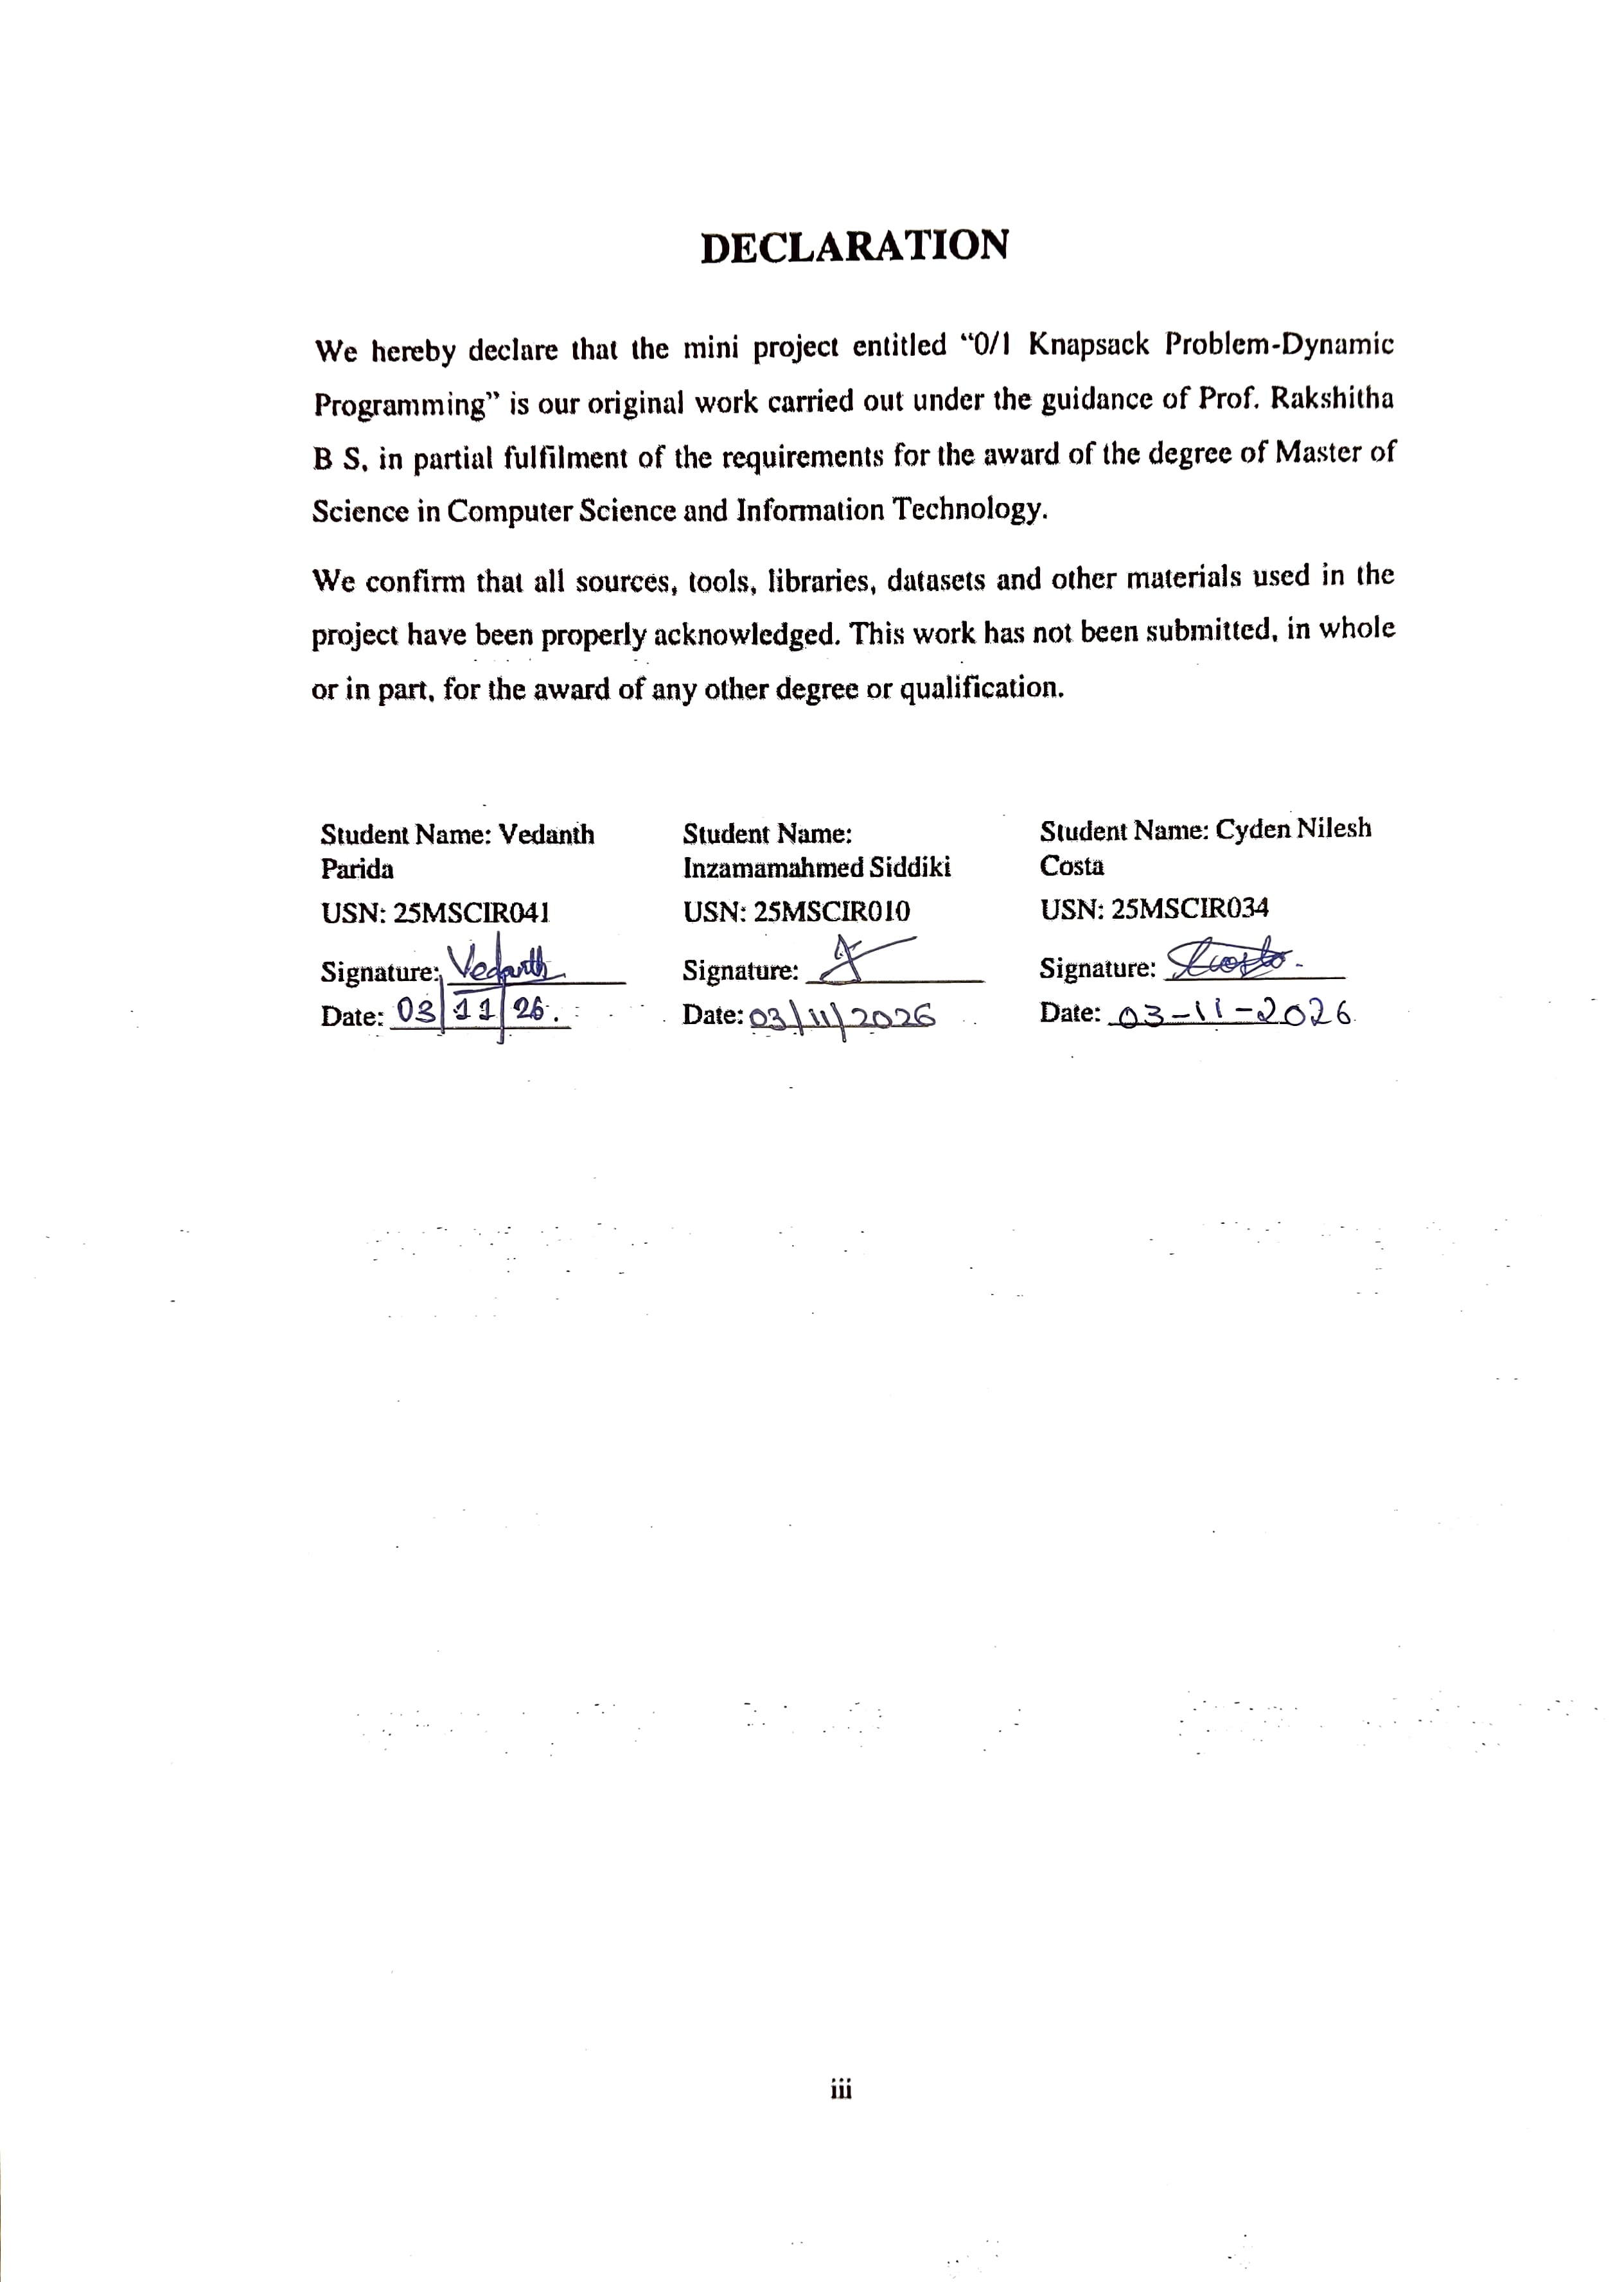 DECLARATION
We hereby declare that the mini project entitled “0/1 Knapsack Problem-Dynamic
Programming” is our original work carried out under the guidance of Prof. Rakshitha
B S, in partial fulfilment of the requirements for the award of the degree of Master of
Science in Computer Science and Information Technology.
We confirm that all sources, tools, libraries, datasets and other materials used in the
project have been properly acknowledged. This work has not been submitted, in whole
or in part, for the award of any other degree or qualification.
Student Name: Vedanth
Parida
USN: 25MSCIR041
Signature: Vedanth
Date: 03/11/26.
Student Name:
Inzamamahmed Siddiki
USN: 25MSCIR010
Signature:
Date: 03/11/2026
Student Name: Cyden Nilesh
Costa
USN: 25MSCIR034
Signature:
Date: 03-11-2026
iii